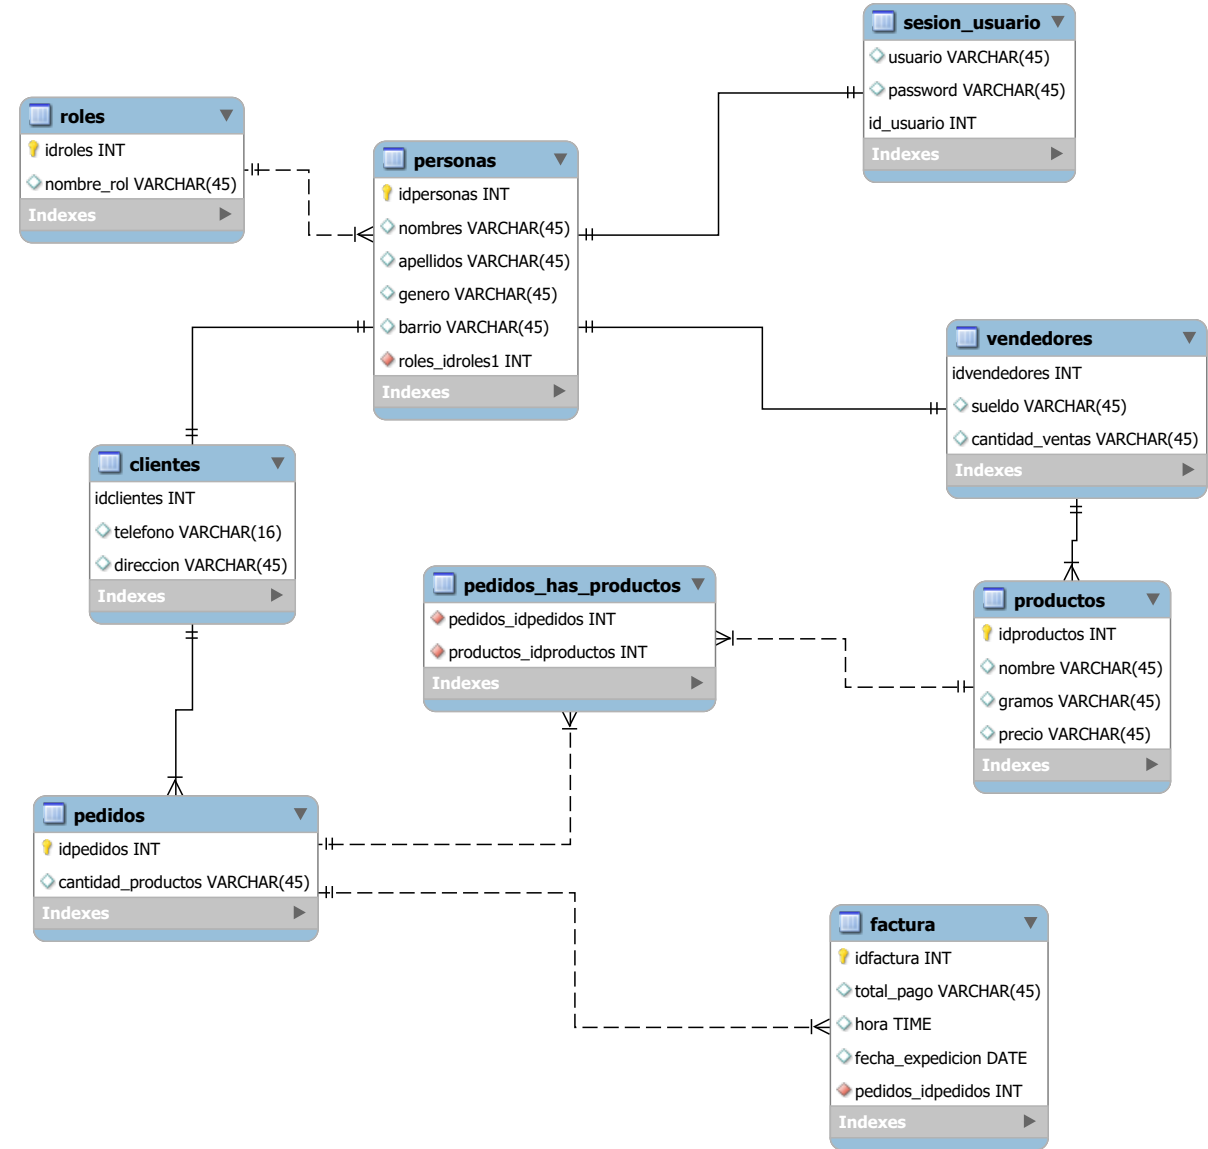 sesion_usuario
usuario VARCHAR(45)
password VARCHAR(45)
id_usuario INT
Indexes
roles
idroles INT
nombre_rol VARCHAR(45)
Indexes
personas
idpersonas INT
nombres VARCHAR(45)
apellidos VARCHAR(45)
genero VARCHAR(45)
barrio VARCHAR(45)
roles_idroles1 INT
Indexes
vendedores
idvendedores INT
sueldo VARCHAR(45)
cantidad_ventas VARCHAR(45)
Indexes
clientes
idclientes INT
telefono VARCHAR(16)
direccion VARCHAR(45)
Indexes
pedidos_has_productos
pedidos_idpedidos INT
productos_idproductos INT
Indexes
productos
idproductos INT
nombre VARCHAR(45)
gramos VARCHAR(45)
precio VARCHAR(45)
Indexes
pedidos
idpedidos INT
cantidad_productos VARCHAR(45)
Indexes
factura
idfactura INT
total_pago VARCHAR(45)
hora TIME
fecha_expedicion DATE
pedidos_idpedidos INT
Indexes